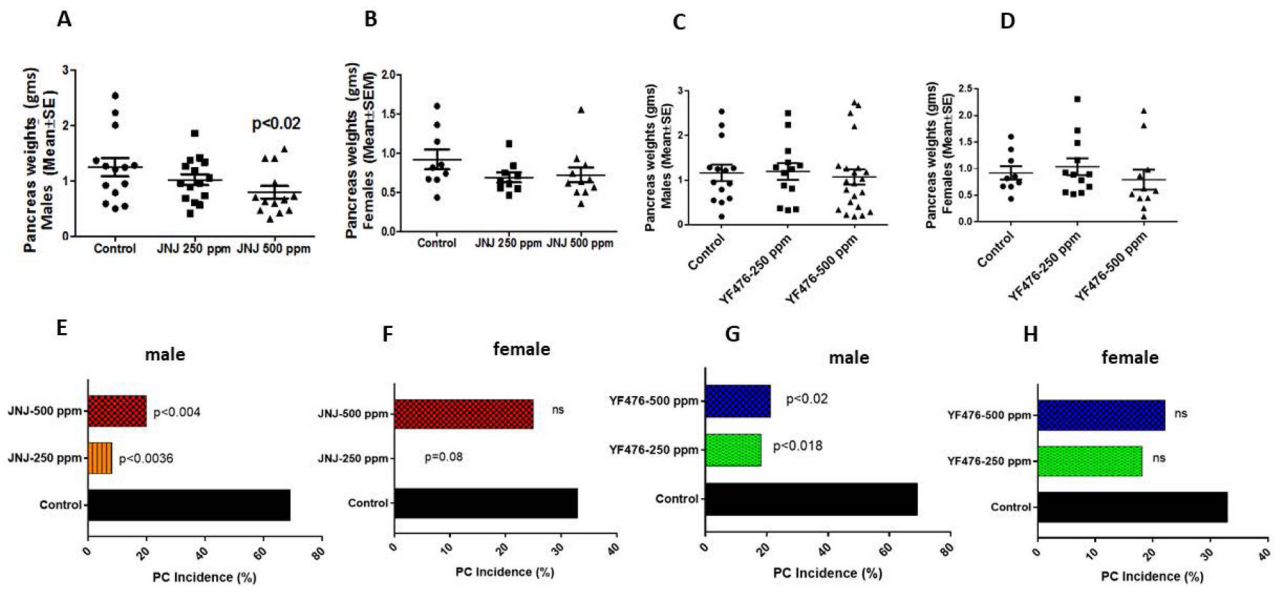 A
Pancreas weights (gms)
Males (Mean±SE)
3
2
1
0
p<0.02
Control
JNJ 250 ppm
JNJ 500 ppm
B
Pancreas weights (gms)
Females (Mean±SEM)
2.0
1.5
1.0
0.5
0.0
Control
JNJ 250 ppm
JNJ 500 ppm
C
Pancreas weights (gms)
Males (Mean±SE)
3
2
1
0
Control
YF476-250 ppm
YF476-500 ppm
D
Pancreas weights (gms)
Females (Mean±SE)
2.5
2.0
1.5
1.0
0.5
0.0
Control
YF476-250 ppm
YF476-500 ppm
E
male
JNJ-500 ppm
p<0.004
JNJ-250 ppm
p<0.0036
Control
0
20
40
60
80
PC Incidence (%)
F
female
JNJ-500 ppm
ns
JNJ-250 ppm
p=0.08
Control
0
10
20
30
40
PC Incidence (%)
G
male
YF476-500 ppm
p<0.02
YF476-250 ppm
p<0.018
Control
0
20
40
60
80
PC Incidence (%)
H
female
YF476-500 ppm
ns
YF476-250 ppm
ns
Control
0
10
20
30
40
PC Incidence (%)